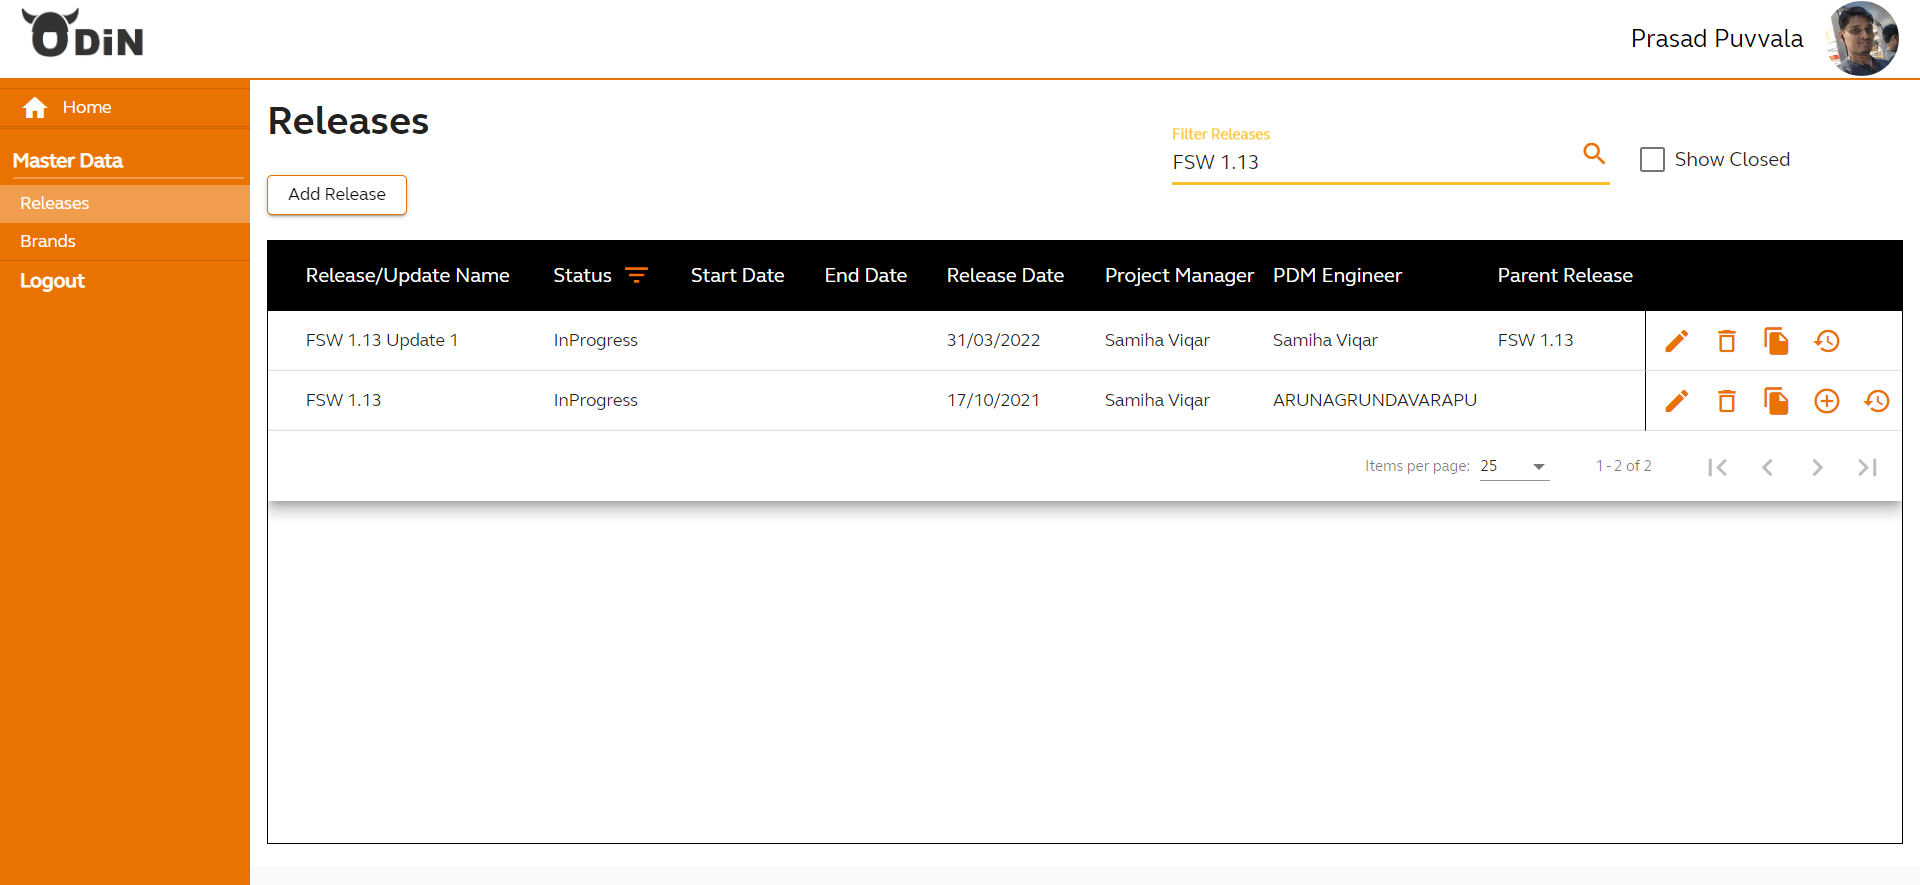 ODiN
Prasad Puvvala
Home
Master Data
Releases
Brands
Logout
Releases
Filter Releases
FSW 1.13
Show Closed
Add Release
Release/Update Name Status Start Date End Date Release Date Project Manager PDM Engineer Parent Release
FSW 1.13 Update 1 InProgress 31/03/2022 Samiha Viqar Samiha Viqar FSW 1.13
FSW 1.13 InProgress 17/10/2021 Samiha Viqar ARUNAGRUNDAVARAPU
Items per page: 25 1 - 2 of 2